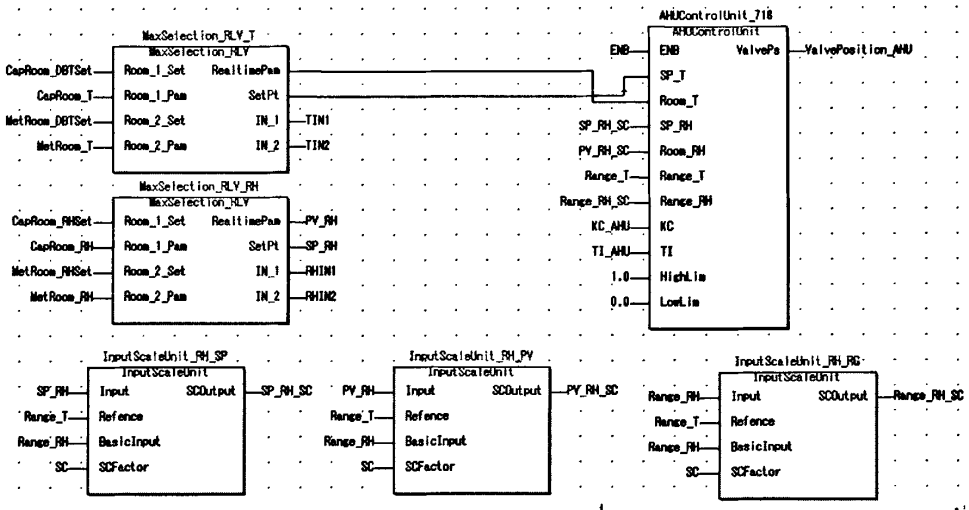 MaxSelection_RLY_T
MaxSelection_RLY
CapRoom_DBTSet Room_1_Set RealtimePam
CapRoom_T Room_1_Pam SetPt
MetRoom_DBTSet Room_2_Set IN_1 TIN1
MetRoom_T Room_2_Pam IN_2 TIN2
AHUControlUnit_718
AHUControlUnit
ENB ENB ValvePs ValvePosition_AHU
SP_T
Room_T
SP_RH_SC SP_RH
PV_RH_SC Room_RH
Range_T Range_T
Range_RH_SC Range_RH
KC_AHU KC
TI_AHU TI
1.0 HighLim
0.0 LowLim
MaxSelection_RLY_RH
MaxSelection_RLY
CapRoom_RHSet Room_1_Set RealtimePam PV_RH
CapRoom_RH Room_1_Pam SetPt SP_RH
MetRoom_RHSet Room_2_Set IN_1 RHIN1
MetRoom_RH Room_2_Pam IN_2 RHIN2
InputScaleUnit_RH_SP
InputScaleUnit
SP_RH Input SCOutput SP_RH_SC
Range_T Refence
Range_RH BasicInput
SC SCFactor
InputScaleUnit_RH_PV
InputScaleUnit
PV_RH Input SCOutput PV_RH_SC
Range_T Refence
Range_RH BasicInput
SC SCFactor
InputScaleUnit_RH_RG
InputScaleUnit
Range_RH Input SCOutput Range_RH_SC
Range_T Refence
Range_RH BasicInput
SC SCFactor